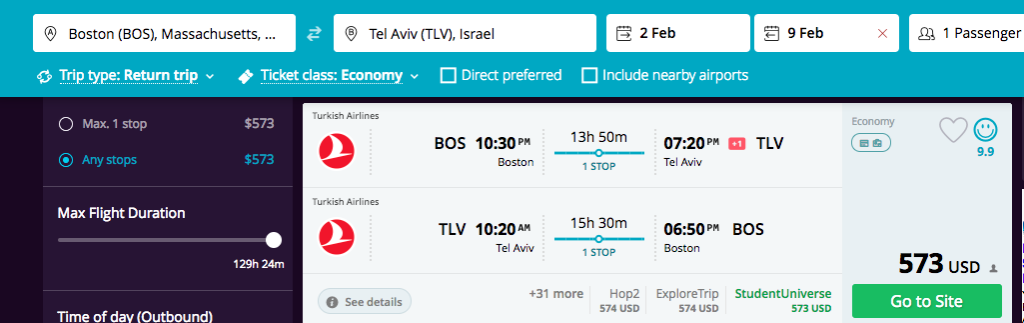 Boston (BOS), Massachusetts, ...
Tel Aviv (TLV), Israel
2 Feb
9 Feb
1 Passenger
Trip type: Return trip
Ticket class: Economy
Direct preferred
Include nearby airports
Max. 1 stop $573
Any stops $573
Max Flight Duration
129h 24m
Time of day (Outbound)
Turkish Airlines
BOS 10:30 PM
Boston
13h 50m
1 STOP
07:20 PM +1 TLV
Tel Aviv
Turkish Airlines
TLV 10:20 AM
Tel Aviv
15h 30m
1 STOP
06:50 PM BOS
Boston
See details
+31 more
Hop2
574 USD
ExploreTrip
574 USD
StudentUniverse
573 USD
Economy
9.9
573 USD
Go to Site